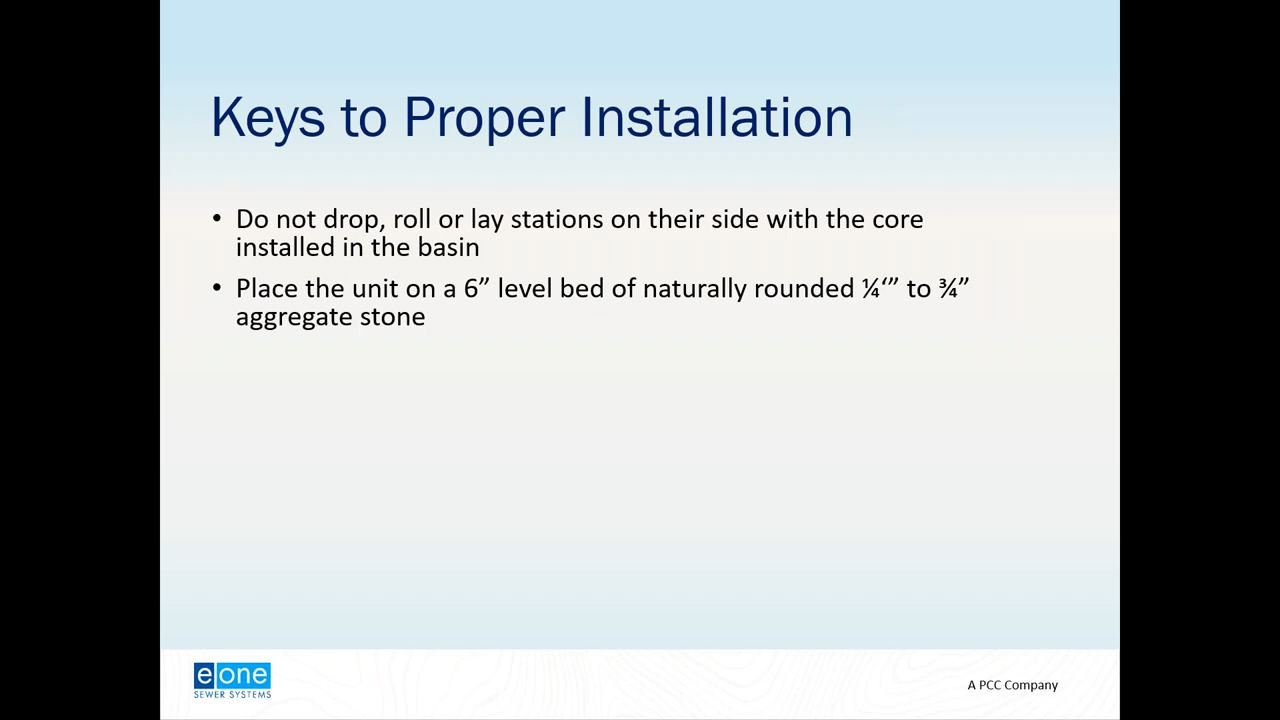 Keys to Proper Installation
• Do not drop, roll or lay stations on their side with the core
installed in the basin
• Place the unit on a 6” level bed of naturally rounded ¼‘” to ¾”
aggregate stone
eone
SEWER SYSTEMS
A PCC Company